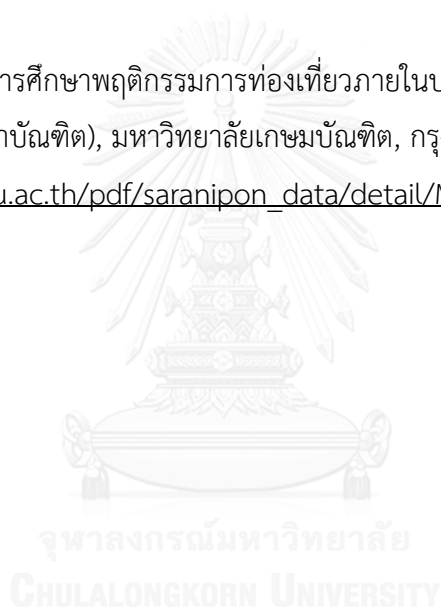 ารศึกษาพฤติกรรมการท่องเที่ยวภายในป
าบัณฑิต), มหาวิทยาลัยเกษมบัณฑิต, กรุ
u.ac.th/pdf/saranipon_data/detail/M
จุฬาลงกรณ์มหาวิทยาลัย
CHULALONGKORN UNIVERSITY